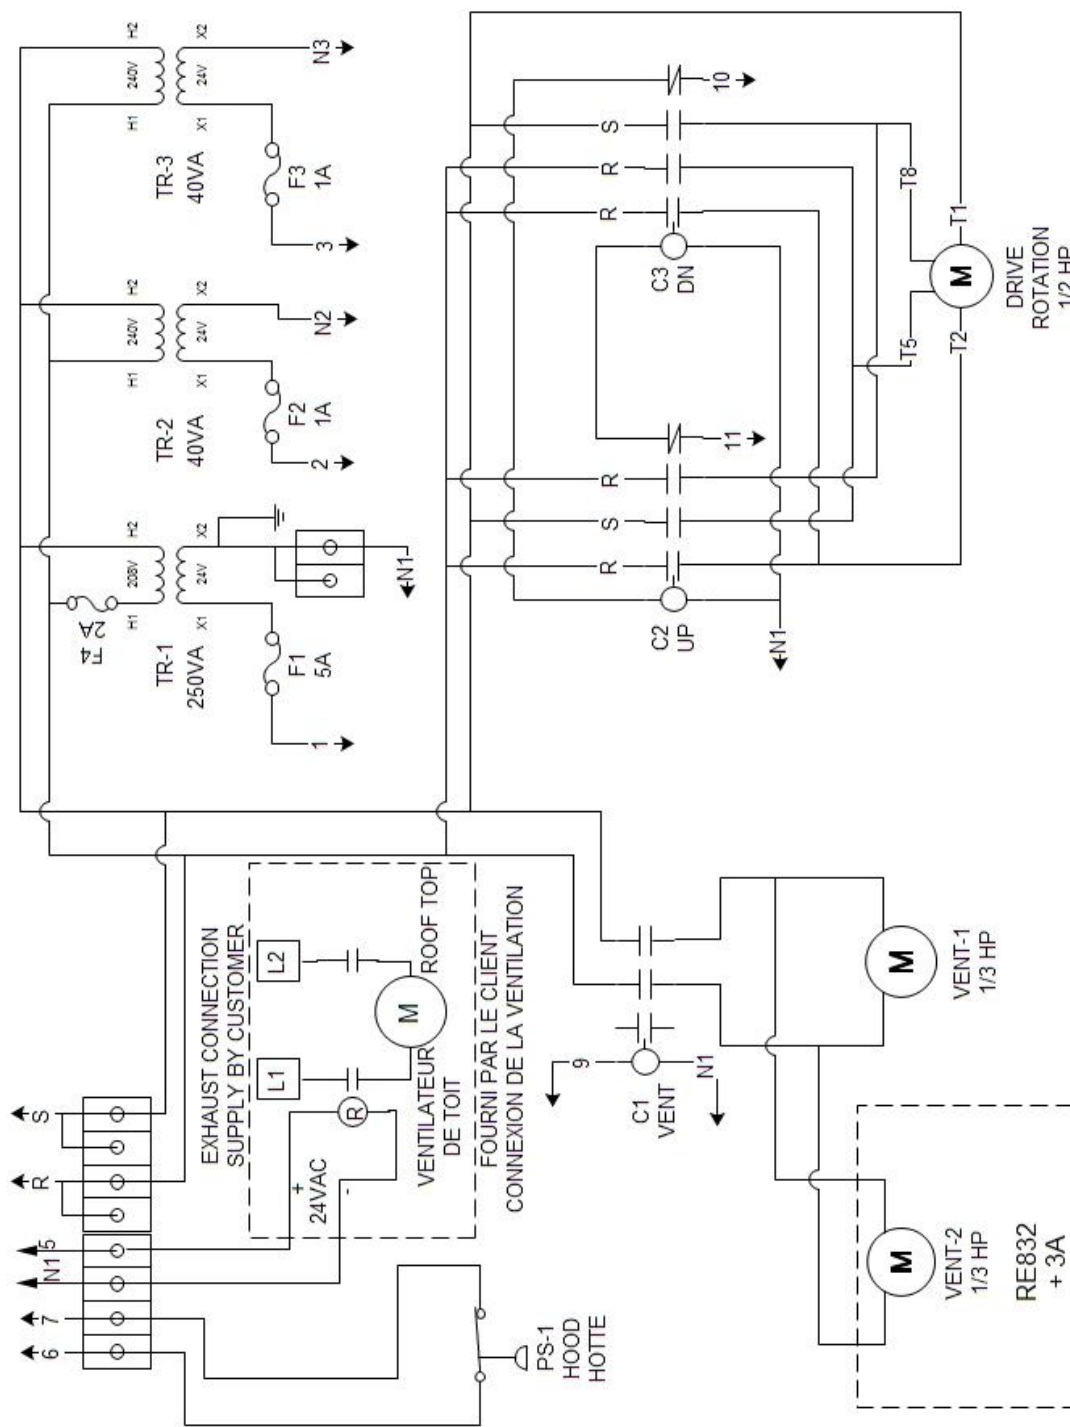 6
7
N1
5
R
S
F4
2A
H1
208V
H2
X1
24V
X2
TR-1
250VA
F1
5A
1
N1
H1
240V
H2
X1
24V
X2
TR-2
40VA
F2
1A
2
N2
H1
240V
H2
X1
24V
X2
TR-3
40VA
F3
1A
3
N3
EXHAUST CONNECTION
SUPPLY BY CUSTOMER
L1
L2
+
24VAC
-
R
M
VENTILATEUR
DE TOIT
ROOF TOP
FOURNI PAR LE CLIENT
CONNEXION DE LA VENTILATION
PS-1
HOOD
HOTTE
9
C1
VENT
N1
M
VENT-1
1/3 HP
M
VENT-2
1/3 HP
RE832
+ 3A
R
S
R
R
R
S
C2
UP
11
C3
DN
10
N1
T5
T8
T2
T1
M
DRIVE
ROTATION
1/2 HP